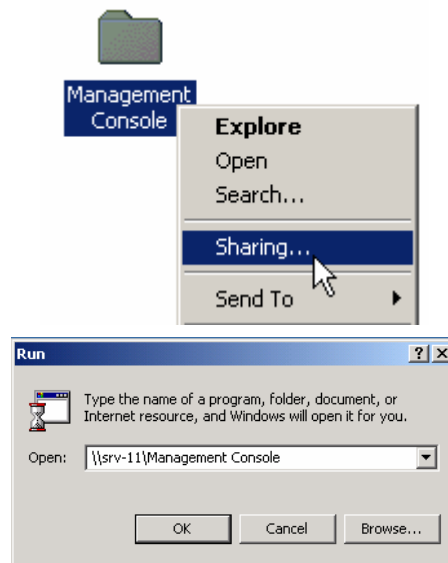 Management
Console
Explore
Open
Search...
Sharing...
Send To
Run
Type the name of a program, folder, document, or
Internet resource, and Windows will open it for you.
Open: \\srv-11\Management Console
OK Cancel Browse...